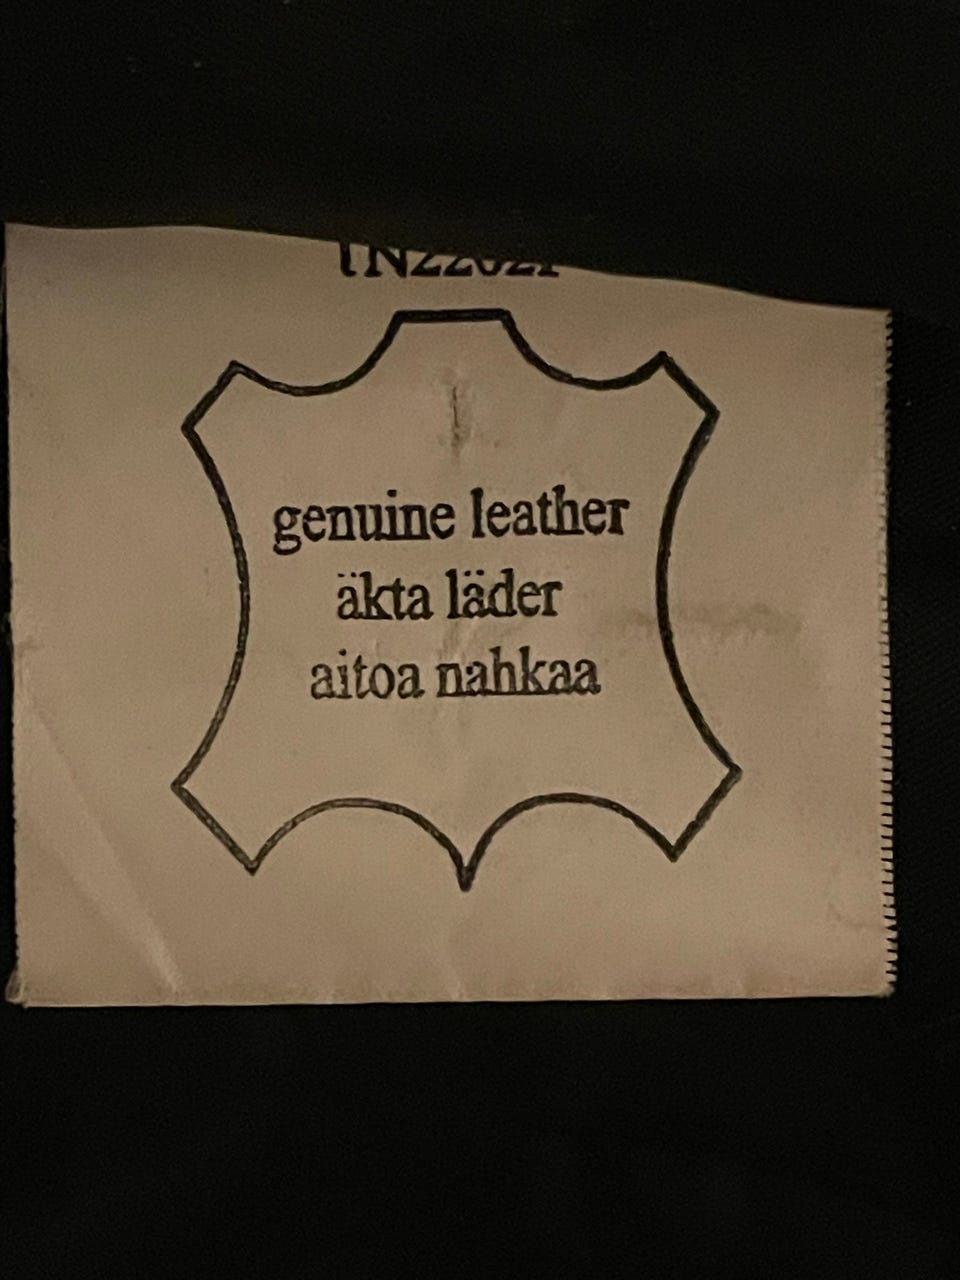 genuine leather
äkta läder
aitoa nahkaa